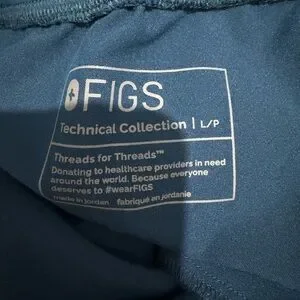 FIGS
Technical Collection | L/P
Threads for Threads™
Donating to healthcare providers in need
around the world. Because everyone
deserves to #wearFIGS
made in jordan fabriqué en jordanie